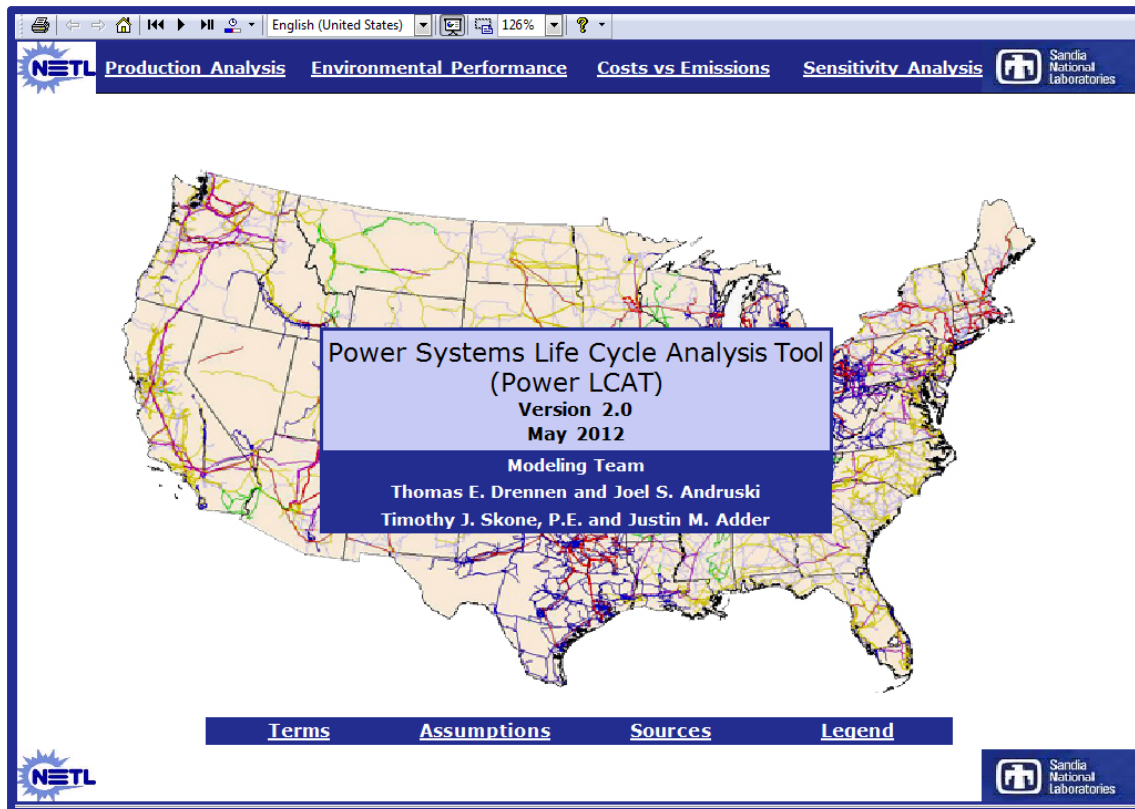 English (United States) 126%
NETL Production Analysis Environmental Performance Costs vs Emissions Sensitivity Analysis Sandia National Laboratories
Power Systems Life Cycle Analysis Tool
(Power LCAT)
Version 2.0
May 2012
Modeling Team
Thomas E. Drennen and Joel S. Andruski
Timothy J. Skone, P.E. and Justin M. Adder
Terms Assumptions Sources Legend
NETL
Sandia
National
Laboratories